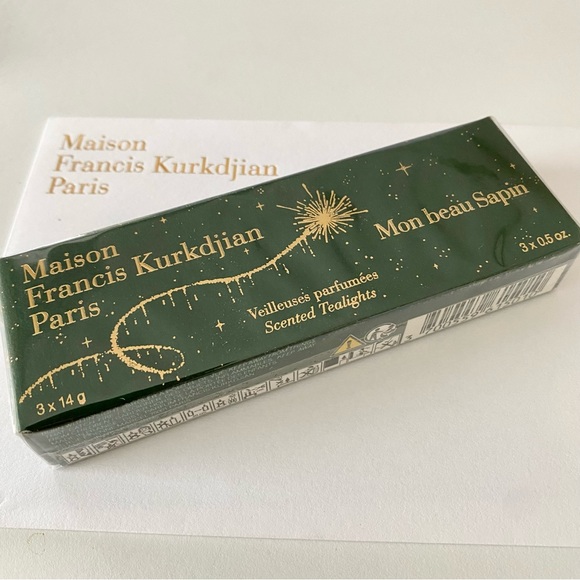 Maison
Francis Kurkdjian
Paris
Maison
Francis Kurkdjian
Paris
Mon beau Sapin
Veilleuses parfumées
Scented Tealights
3 x 14 g
3 x 0.5 oz.